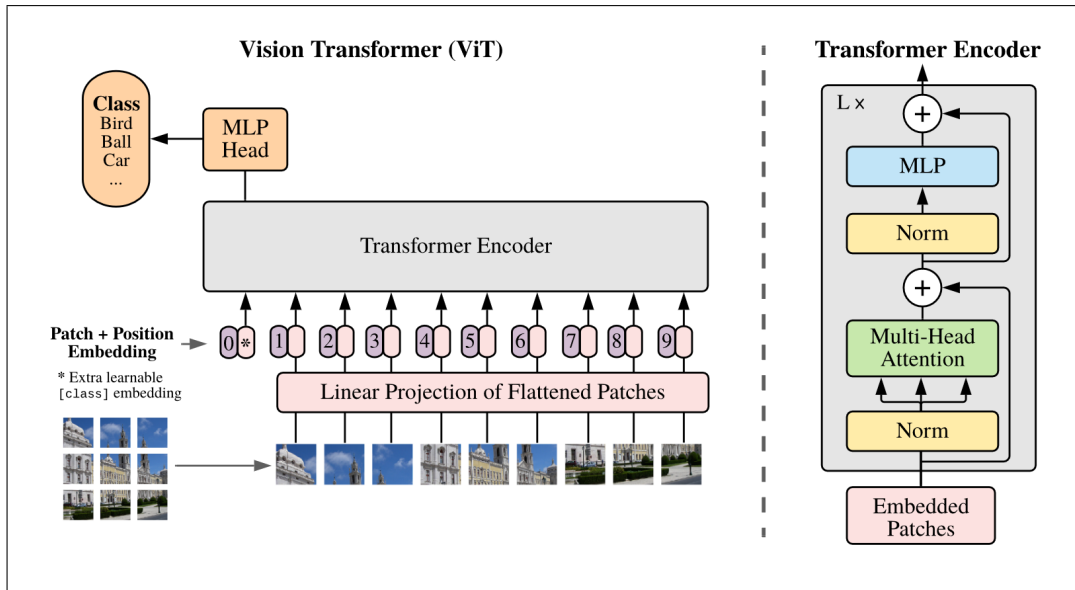 Vision Transformer (ViT)
Class
Bird
Ball
Car
...
MLP
Head
Transformer Encoder
Patch + Position
Embedding
0 * 1 2 3 4 5 6 7 8 9
* Extra learnable
[class] embedding
Linear Projection of Flattened Patches
Transformer Encoder
L ×
+
MLP
Norm
+
Multi-Head
Attention
Norm
Embedded
Patches